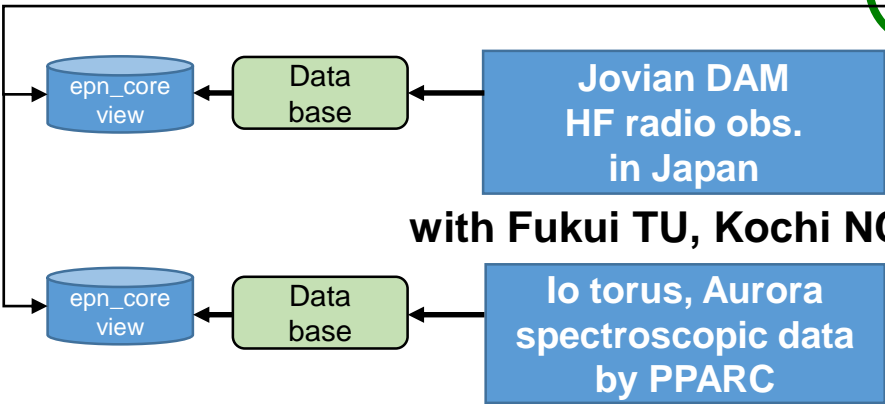 epn_core
view
Data
base
Jovian DAM
HF radio obs.
in Japan
with Fukui TU, Kochi
epn_core
view
Data
base
Io torus, Aurora
spectroscopic data
by PPARC